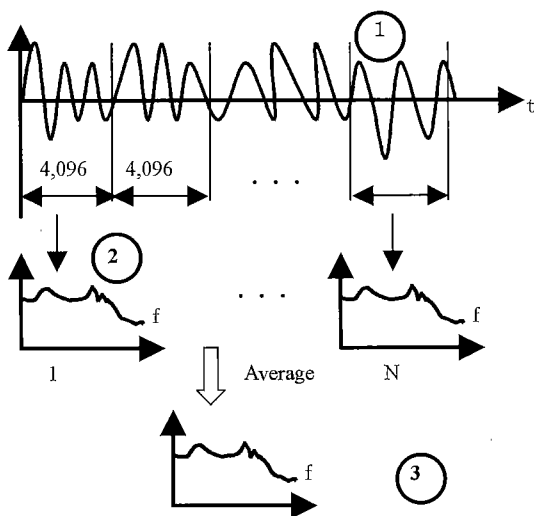 1
t
4,096 4,096
. . .
2
. . .
f f
1 N
Average
f
3